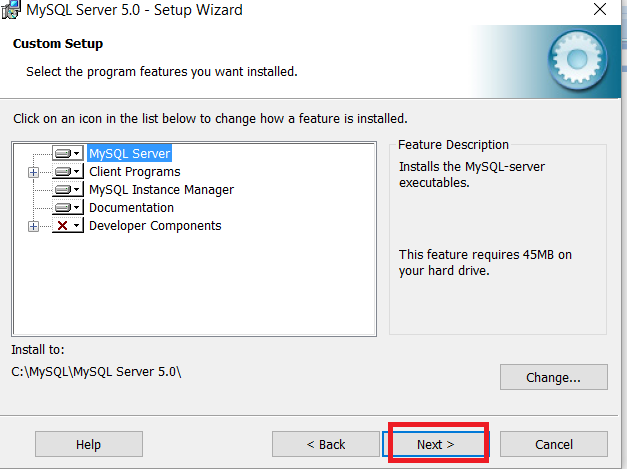 MySQL Server 5.0 - Setup Wizard
Custom Setup
Select the program features you want installed.
Click on an icon in the list below to change how a feature is installed.
MySQL Server
Client Programs
MySQL Instance Manager
Documentation
Developer Components
Feature Description
Installs the MySQL-server
executables.
This feature requires 45MB on
your hard drive.
Install to:
C:\MySQL\MySQL Server 5.0\
Change...
Help
< Back
Next >
Cancel